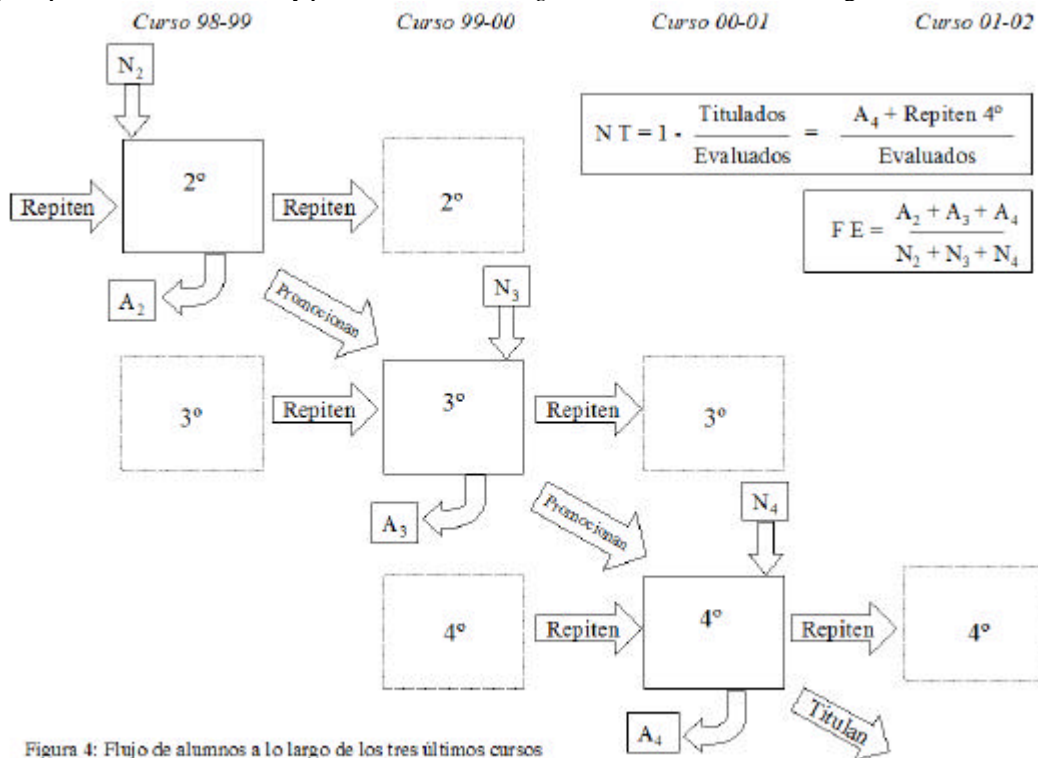 Curso 98-99 Curso 99-00 Curso 00-01 Curso 01-02
N2
N T = 1 - Titulados / Evaluados = A4 + Repiten 4º / Evaluados
Repiten 2º Repiten 2º
F E = A2 + A3 + A4 / N2 + N3 + N4
A2 Promocionan N3
3º Repiten 3º Repiten 3º
A3 Promocionan N4
4º Repiten 4º Repiten 4º
A4 Titulan
Figura 4: Flujo de alumnos a lo largo de los tres últimos cursos